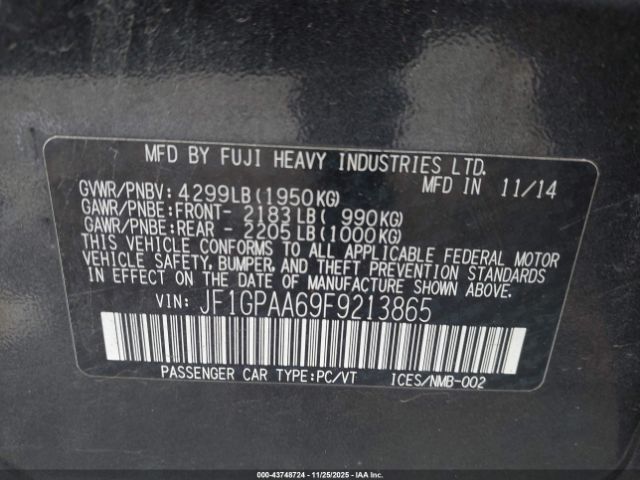 MFD BY FUJI HEAVY INDUSTRIES LTD.
GVWR/PNBV: 4299LB(1950KG) MFD IN 11/14
GAWR/PNBE:FRONT- 2183LB( 990KG)
GAWR/PNBE:REAR - 2205LB(1000KG)
THIS VEHICLE CONFORMS TO ALL APPLICABLE FEDERAL MOTOR
VEHICLE SAFETY, BUMPER, AND THEFT PREVENTION STANDARDS
IN EFFECT ON THE DATE OF MANUFACTURE SHOWN ABOVE.
VIN: JF1GPAA69F9213865
PASSENGER CAR TYPE:PC/VT ICES/NMB-002
000-43748724 - 11/25/2025 - IAA Inc.